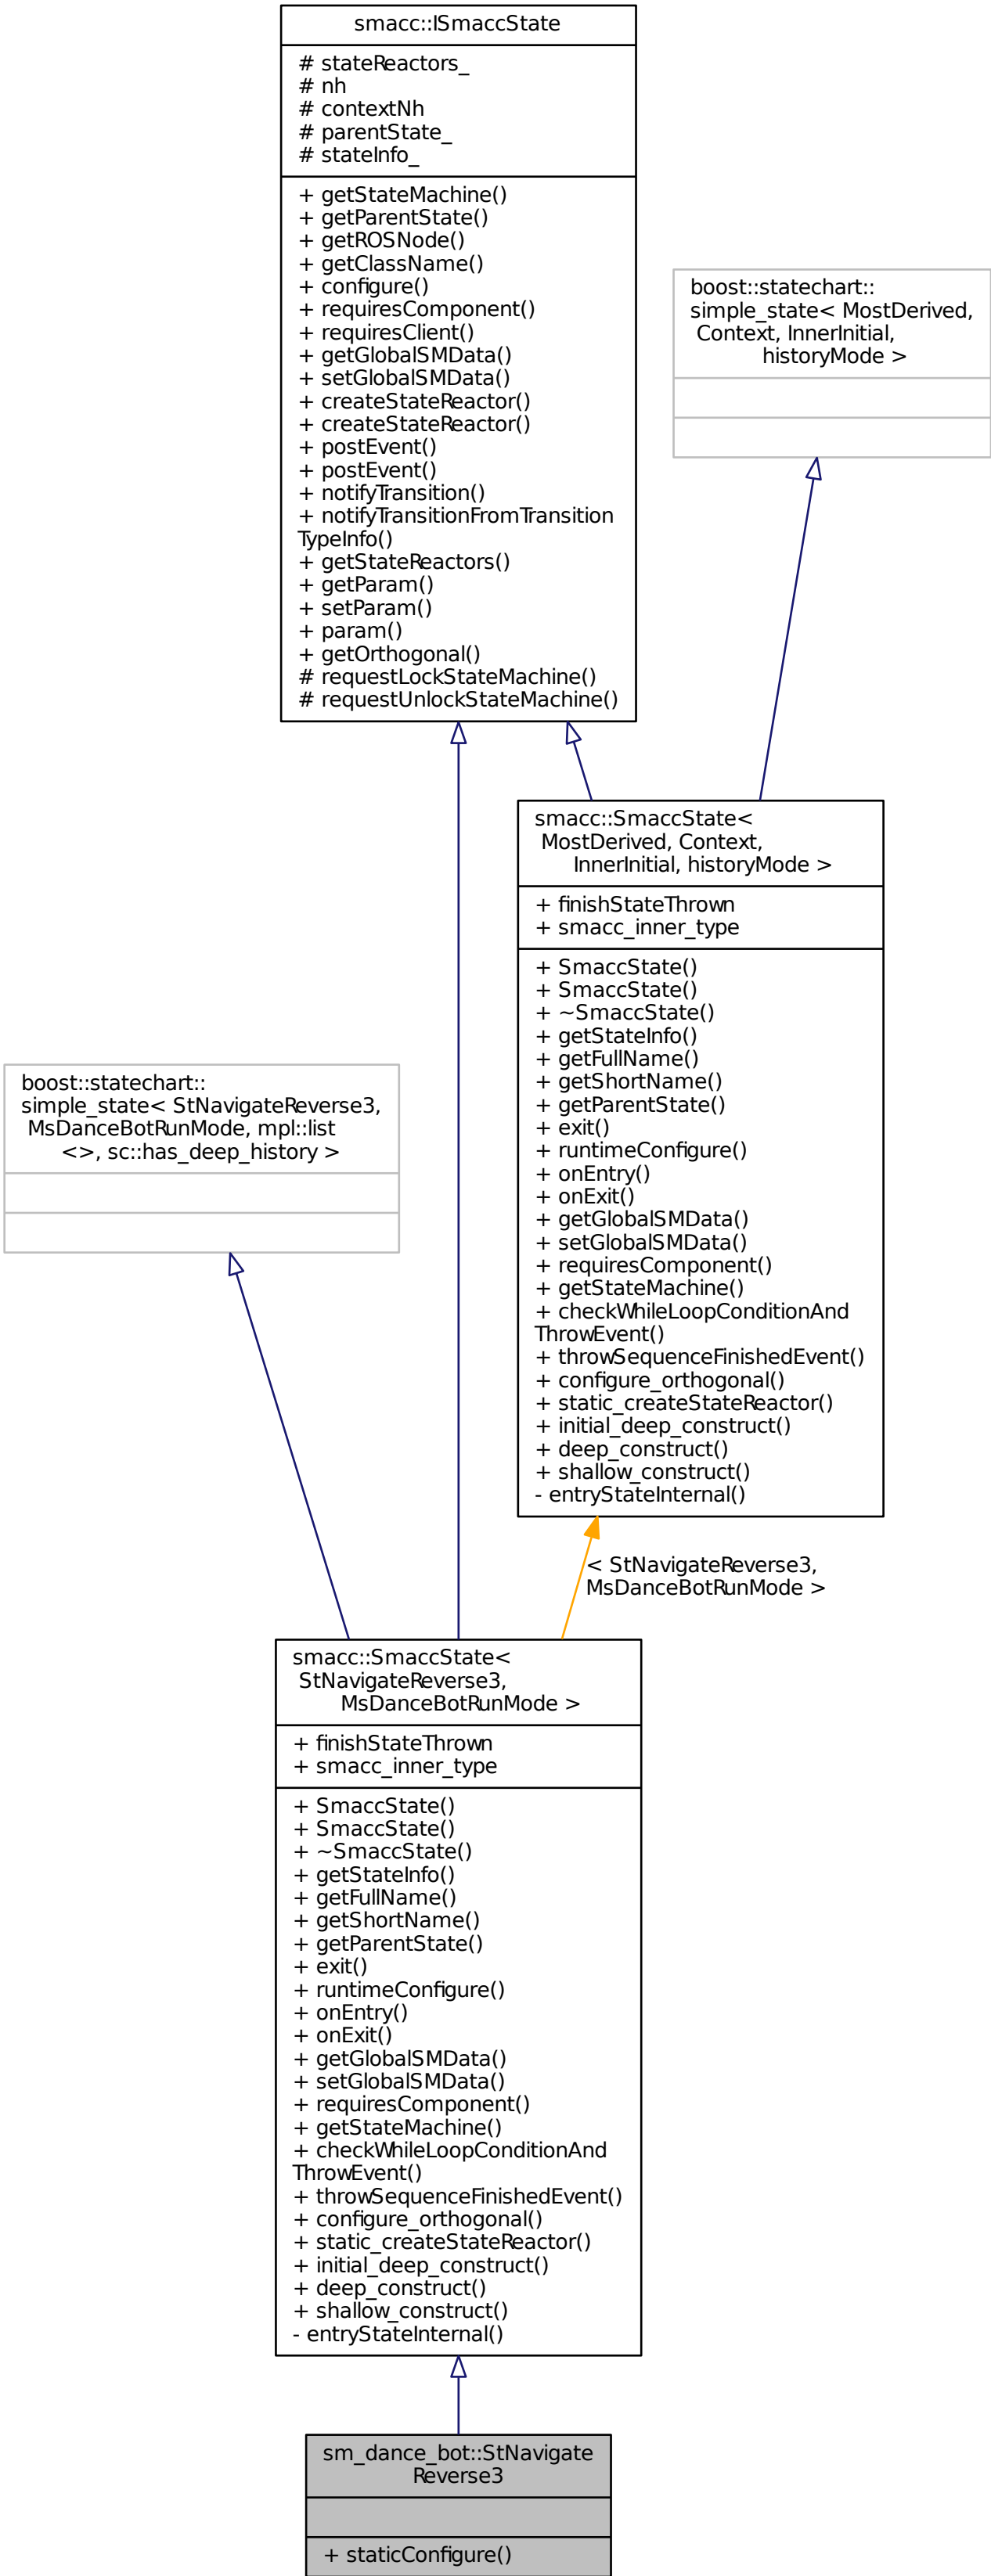 smacc::ISmaccState
# stateReactors_
# nh
# contextNh
# parentState_
# stateInfo_
+ getStateMachine()
+ getParentState()
+ getROSNode()
+ getClassName()
+ configure()
+ requiresComponent()
+ requiresClient()
+ getGlobalSMData()
+ setGlobalSMData()
+ createStateReactor()
+ createStateReactor()
+ postEvent()
+ postEvent()
+ notifyTransition()
+ notifyTransitionFromTransition
TypeInfo()
+ getStateReactors()
+ getParam()
+ setParam()
+ param()
+ getOrthogonal()
# requestLockStateMachine()
# requestUnlockStateMachine()
boost::statechart::
simple_state< MostDerived,
Context, InnerInitial,
historyMode >
smacc::SmaccState<
MostDerived, Context,
InnerInitial, historyMode >
+ finishStateThrown
+ smacc_inner_type
+ SmaccState()
+ SmaccState()
+ ~SmaccState()
+ getStateInfo()
+ getFullName()
+ getShortName()
+ getParentState()
+ exit()
+ runtimeConfigure()
+ onEntry()
+ onExit()
+ getGlobalSMData()
+ setGlobalSMData()
+ requiresComponent()
+ getStateMachine()
+ checkWhileLoopConditionAnd
ThrowEvent()
+ throwSequenceFinishedEvent()
+ configure_orthogonal()
+ static_createStateReactor()
+ initial_deep_construct()
+ deep_construct()
+ shallow_construct()
- entryStateInternal()
boost::statechart::
simple_state< StNavigateReverse3,
MsDanceBotRunMode, mpl::list
<>, sc::has_deep_history >
< StNavigateReverse3,
MsDanceBotRunMode >
smacc::SmaccState<
StNavigateReverse3,
MsDanceBotRunMode >
+ finishStateThrown
+ smacc_inner_type
+ SmaccState()
+ SmaccState()
+ ~SmaccState()
+ getStateInfo()
+ getFullName()
+ getShortName()
+ getParentState()
+ exit()
+ runtimeConfigure()
+ onEntry()
+ onExit()
+ getGlobalSMData()
+ setGlobalSMData()
+ requiresComponent()
+ getStateMachine()
+ checkWhileLoopConditionAnd
ThrowEvent()
+ throwSequenceFinishedEvent()
+ configure_orthogonal()
+ static_createStateReactor()
+ initial_deep_construct()
+ deep_construct()
+ shallow_construct()
- entryStateInternal()
sm_dance_bot::StNavigate
Reverse3
+ staticConfigure()